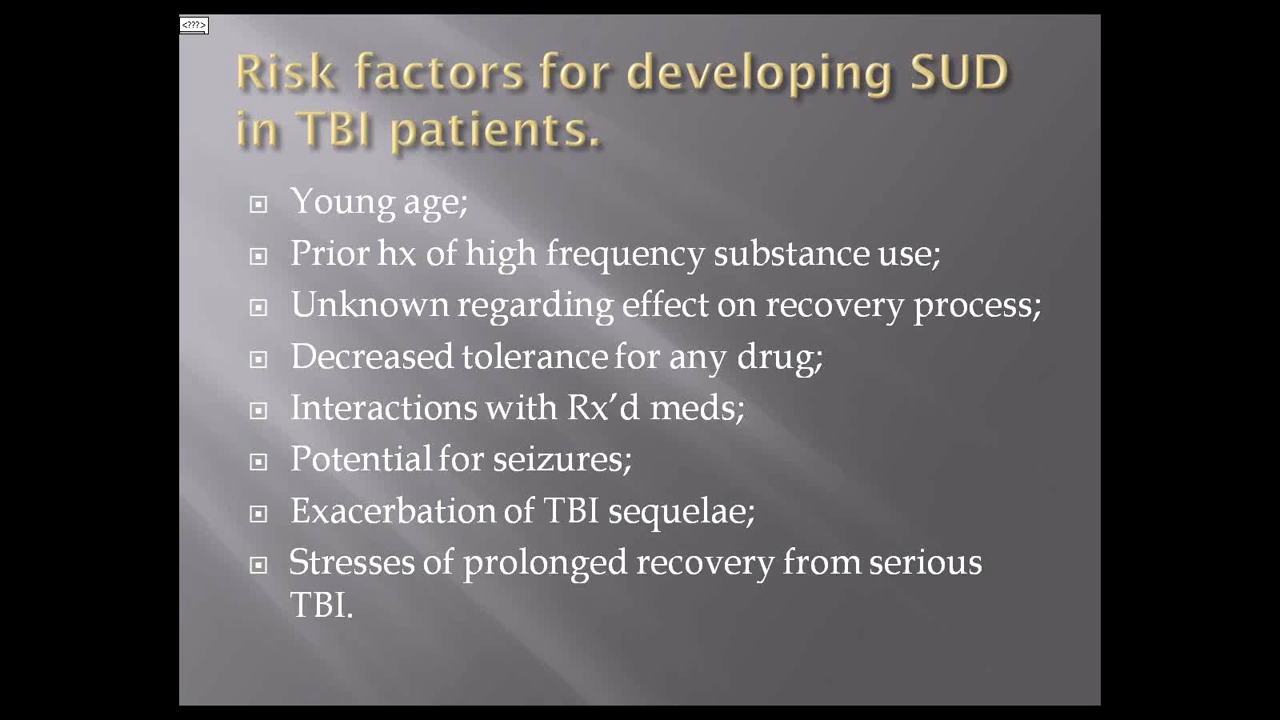 <???>
Risk factors for developing SUD
in TBI patients.
Young age;
Prior hx of high frequency substance use;
Unknown regarding effect on recovery process;
Decreased tolerance for any drug;
Interactions with Rx’d meds;
Potential for seizures;
Exacerbation of TBI sequelae;
Stresses of prolonged recovery from serious
TBI.